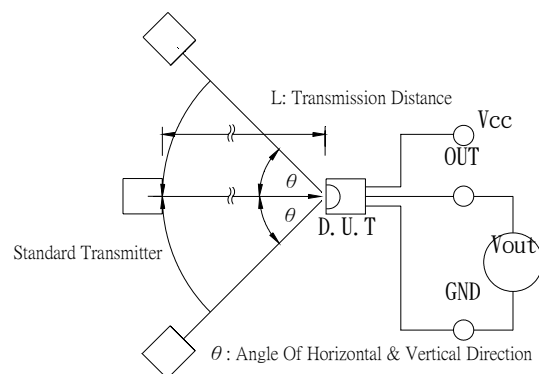 L: Transmission Distance
Vcc
OUT
θ
θ
D.U.T
Standard Transmitter
Vout
GND
θ: Angle Of Horizontal & Vertical Direction